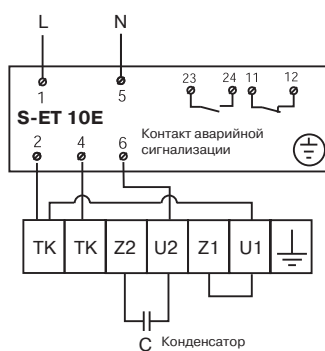 L N
23 24 11 12
1 5
S-ET 10E
2 4 6
Контакт аварийной
сигнализации
TK TK Z2 U2 Z1 U1
C Конденсатор